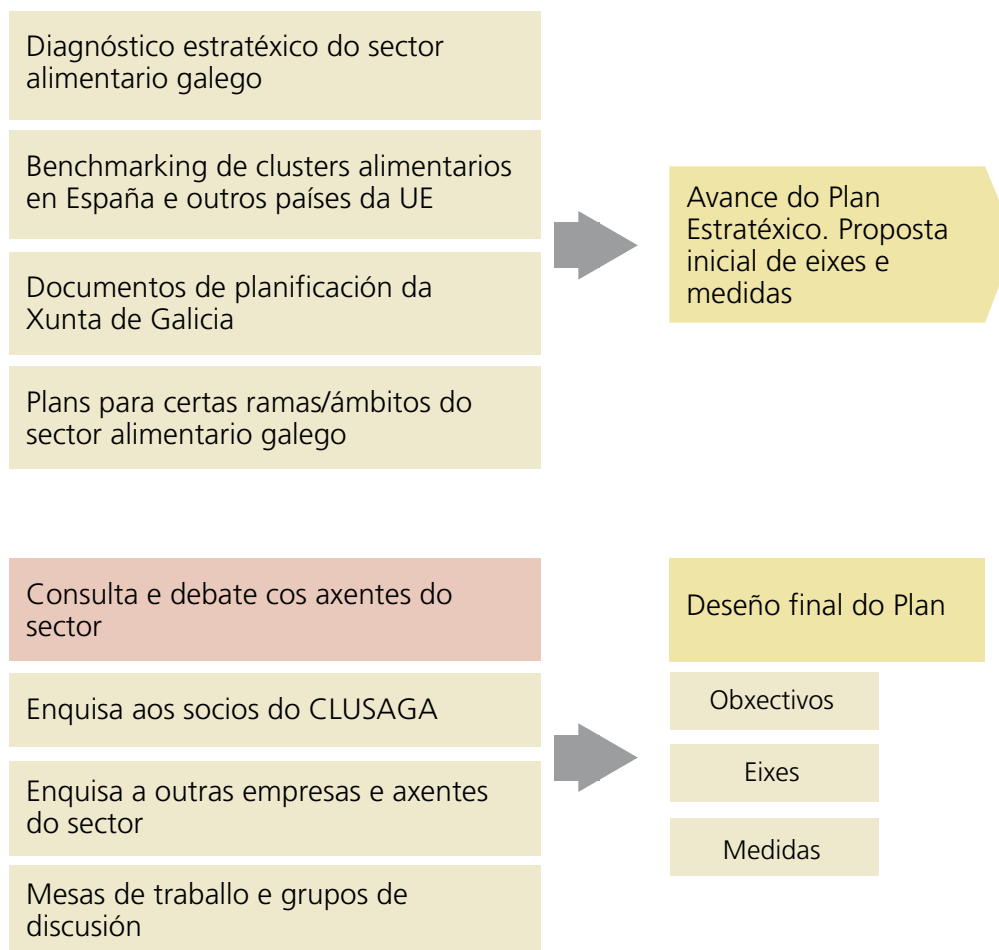 Diagnóstico estratéxico do sector
alimentario galego
Benchmarking de clusters alimentarios
en España e outros países da UE
Documentos de planificación da
Xunta de Galicia
Plans para certas ramas/ámbitos do
sector alimentario galego
Avance do Plan
Estratéxico. Proposta
inicial de eixes e
medidas
Consulta e debate cos axentes do
sector
Enquisa aos socios do CLUSAGA
Enquisa a outras empresas e axentes
do sector
Mesas de traballo e grupos de
discusión
Deseño final do Plan
Obxectivos
Eixes
Medidas